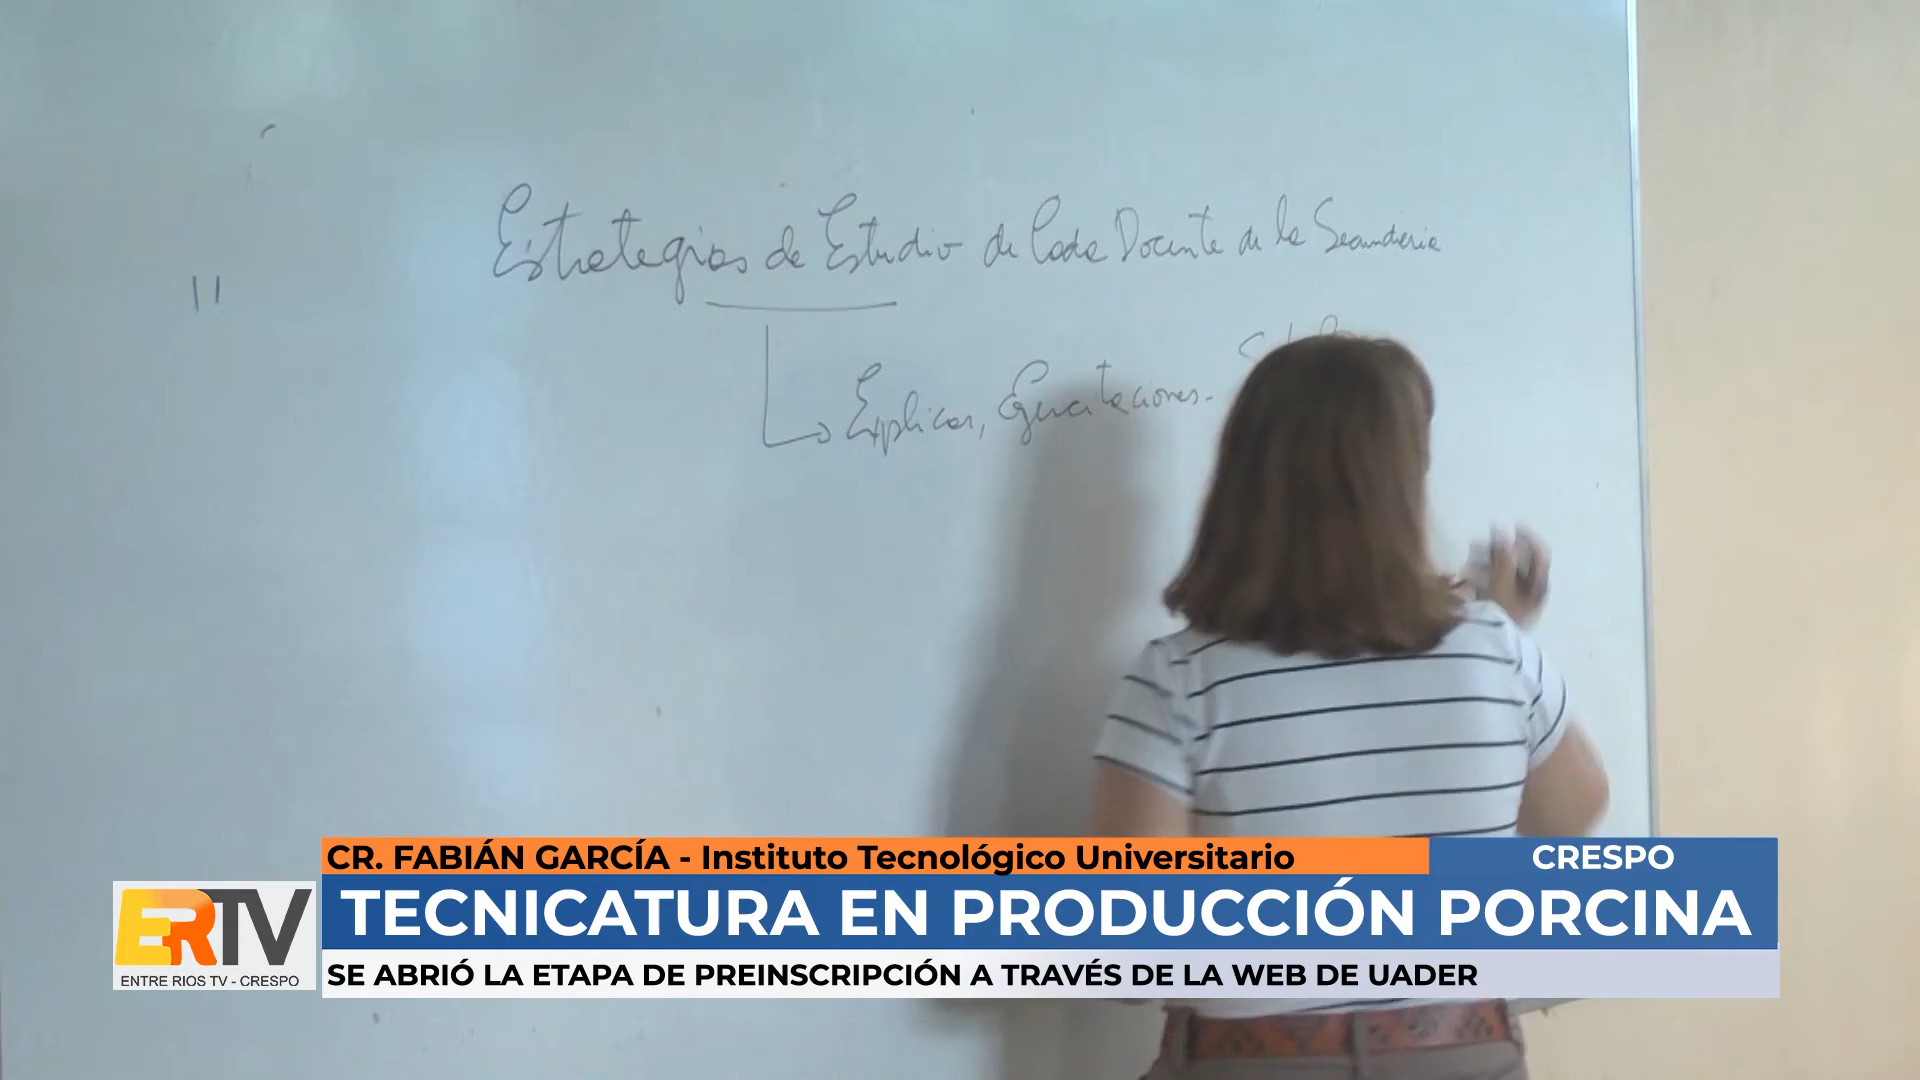 Estrategias de Estudio de Cada Docente de la Secundaria
Explicar, Ejercitaciones.
CR. FABIÁN GARCÍA - Instituto Tecnológico Universitario
CRESPO
TECNICATURA EN PRODUCCIÓN PORCINA
ERTV
ENTRE RIOS TV - CRESPO
SE ABRIÓ LA ETAPA DE PREINSCRIPCIÓN A TRAVÉS DE LA WEB DE UADER